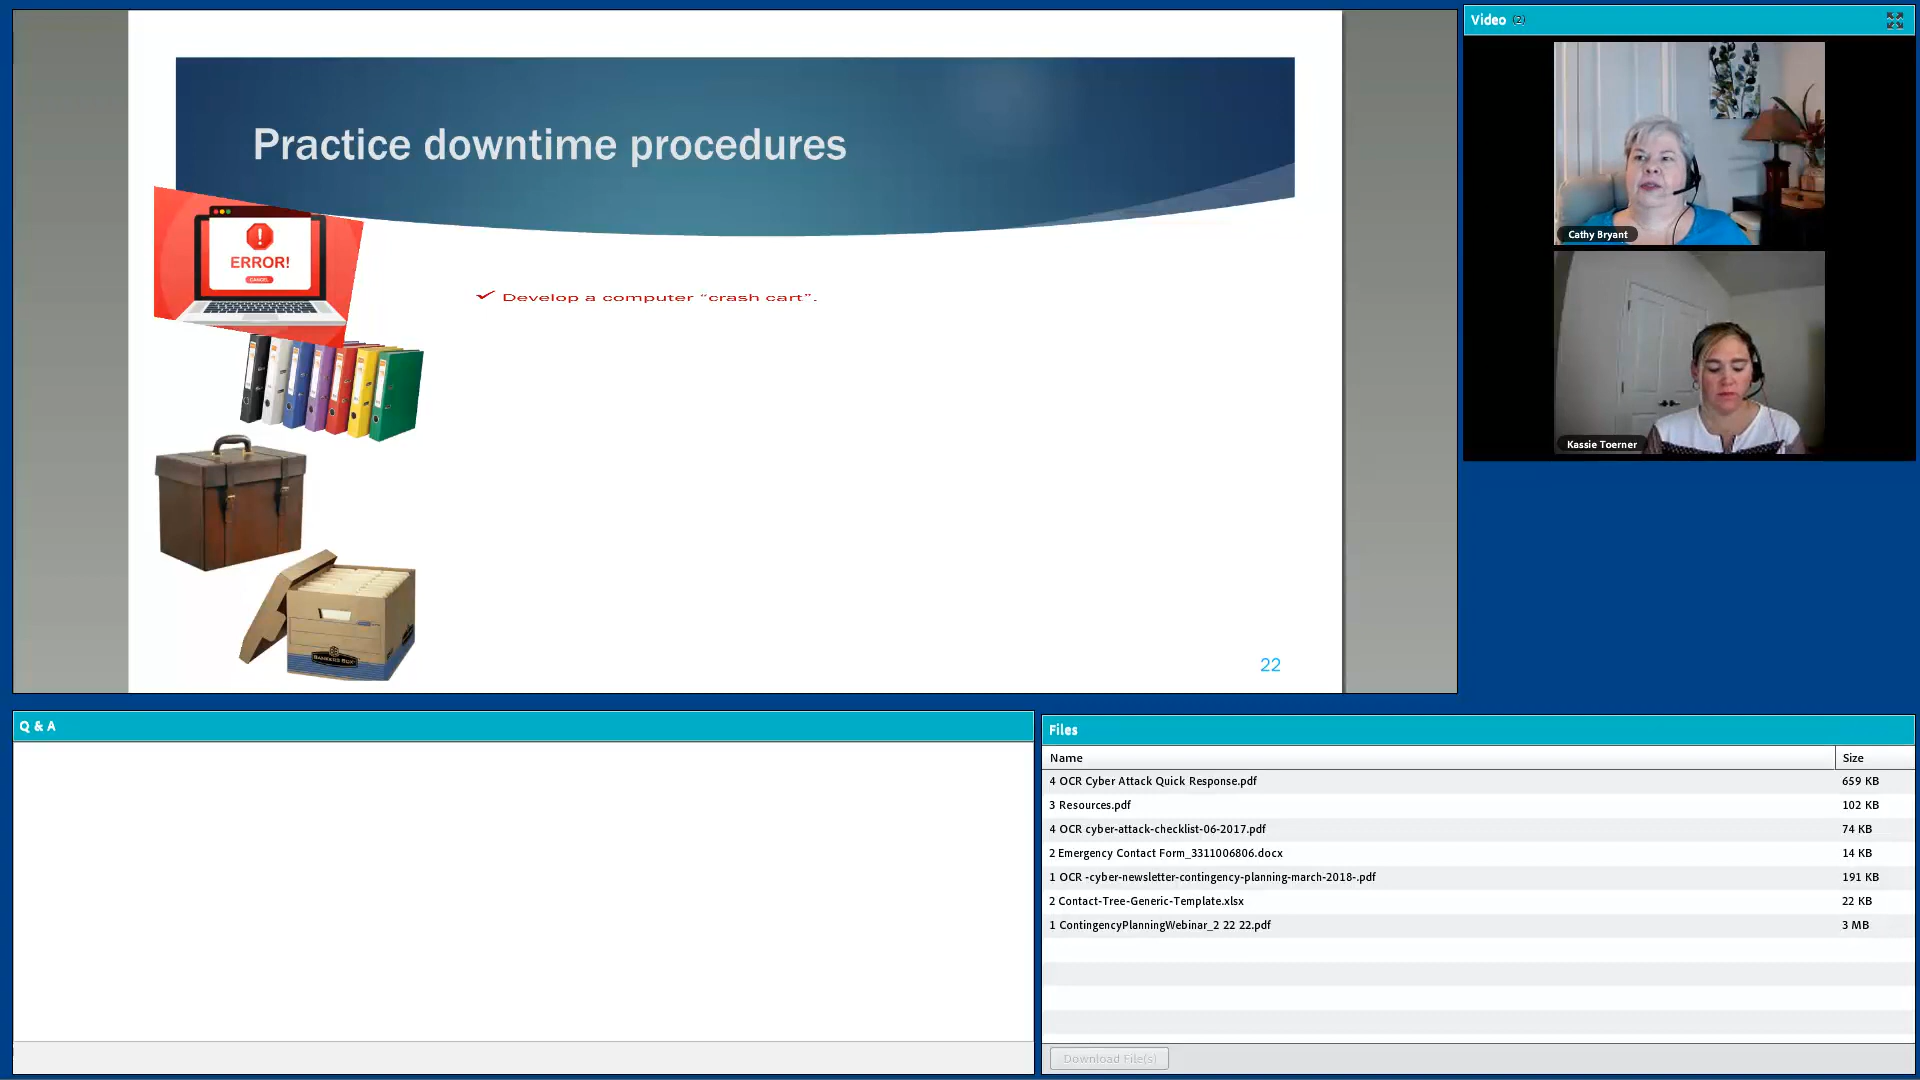 Practice downtime procedures
ERROR!
CANCEL
✓ Develop a computer “crash cart”.
BANKERS BOX
22
Video (2)
Cathy Bryant
Kassie Toerner
Q & A
Files
Name Size
4 OCR Cyber Attack Quick Response.pdf 659 KB
3 Resources.pdf 102 KB
4 OCR cyber-attack-checklist-06-2017.pdf 74 KB
2 Emergency Contact Form_3311006806.docx 14 KB
1 OCR -cyber-newsletter-contingency-planning-march-2018-.pdf 191 KB
2 Contact-Tree-Generic-Template.xlsx 22 KB
1 ContingencyPlanningWebinar_2 22 22.pdf 3 MB
Download File(s)